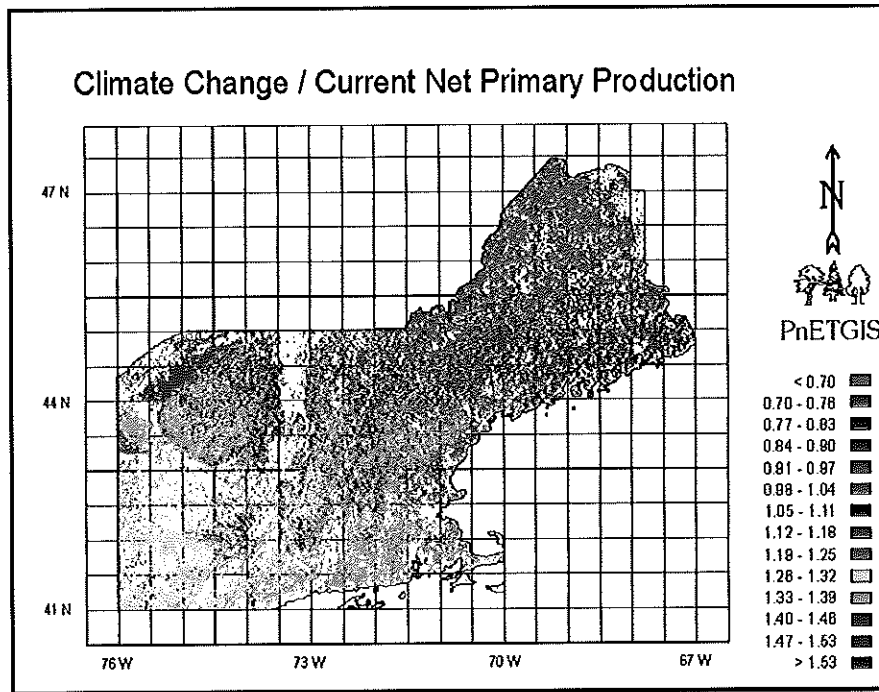 Climate Change / Current Net Primary Production
47 N
44 N
41 N
76 W
73 W
70 W
67 W
N
PnETGIS
< 0.70
0.70 - 0.76
0.77 - 0.83
0.84 - 0.90
0.91 - 0.97
0.98 - 1.04
1.05 - 1.11
1.12 - 1.18
1.19 - 1.25
1.26 - 1.32
1.33 - 1.39
1.40 - 1.46
1.47 - 1.53
> 1.53